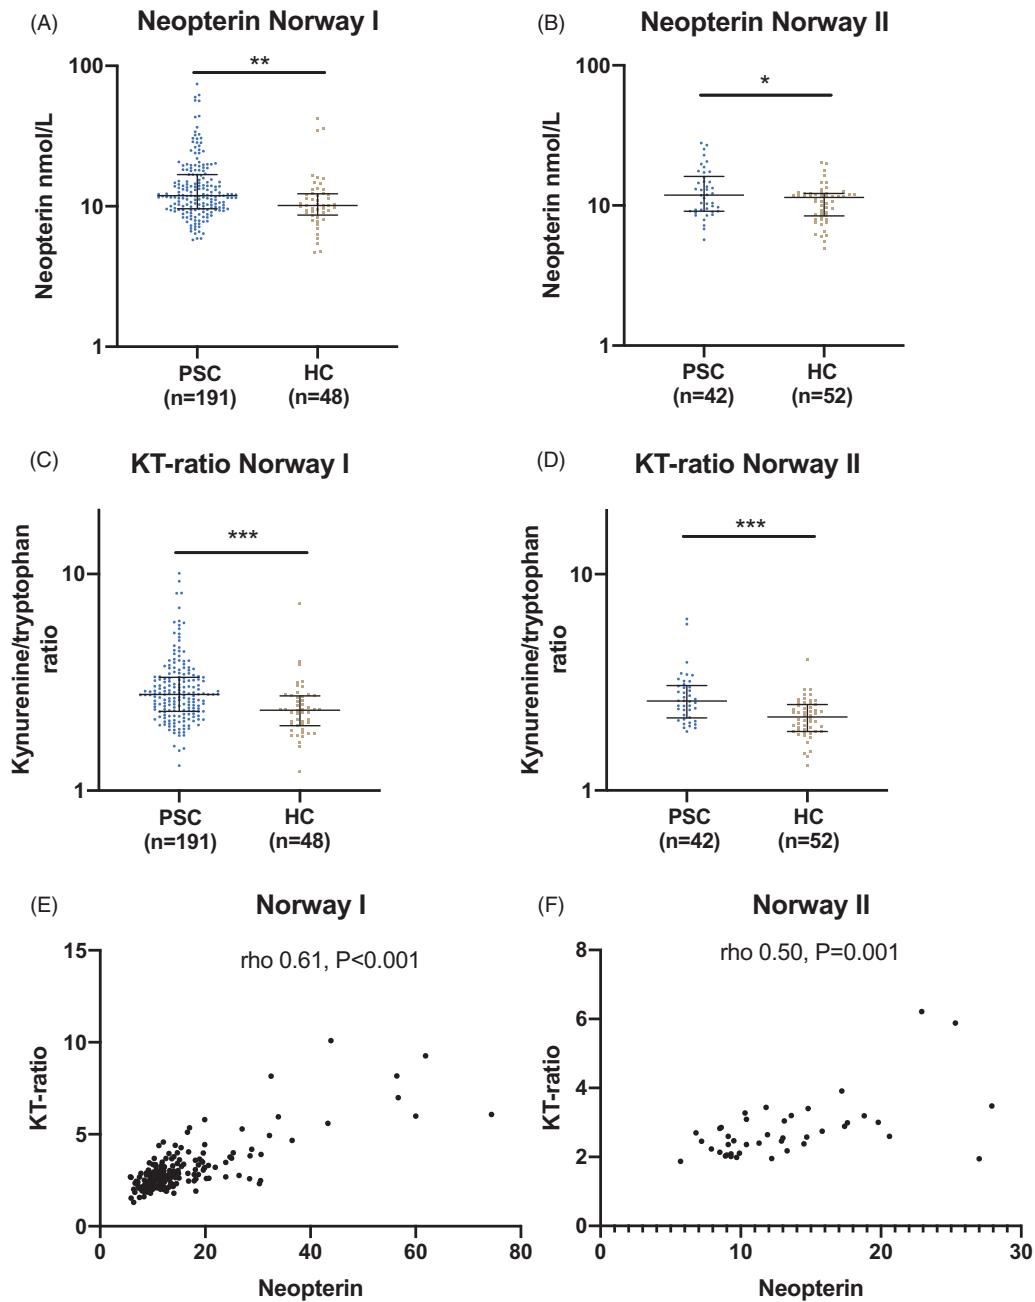 (A)
Neopterin Norway I
Neopterin nmol/L
100
10
1
**
PSC
(n=191)
HC
(n=48)
(B)
Neopterin Norway II
Neopterin nmol/L
100
10
1
*
PSC
(n=42)
HC
(n=52)
(C)
KT-ratio Norway I
Kynurenine/tryptophan
ratio
10
1
***
PSC
(n=191)
HC
(n=48)
(D)
KT-ratio Norway II
Kynurenine/tryptophan
ratio
10
1
***
PSC
(n=42)
HC
(n=52)
(E)
Norway I
rho 0.61, P<0.001
KT-ratio
15
10
5
0
0 20 40 60 80
Neopterin
(F)
Norway II
rho 0.50, P=0.001
KT-ratio
8
6
4
2
0
0 10 20 30
Neopterin